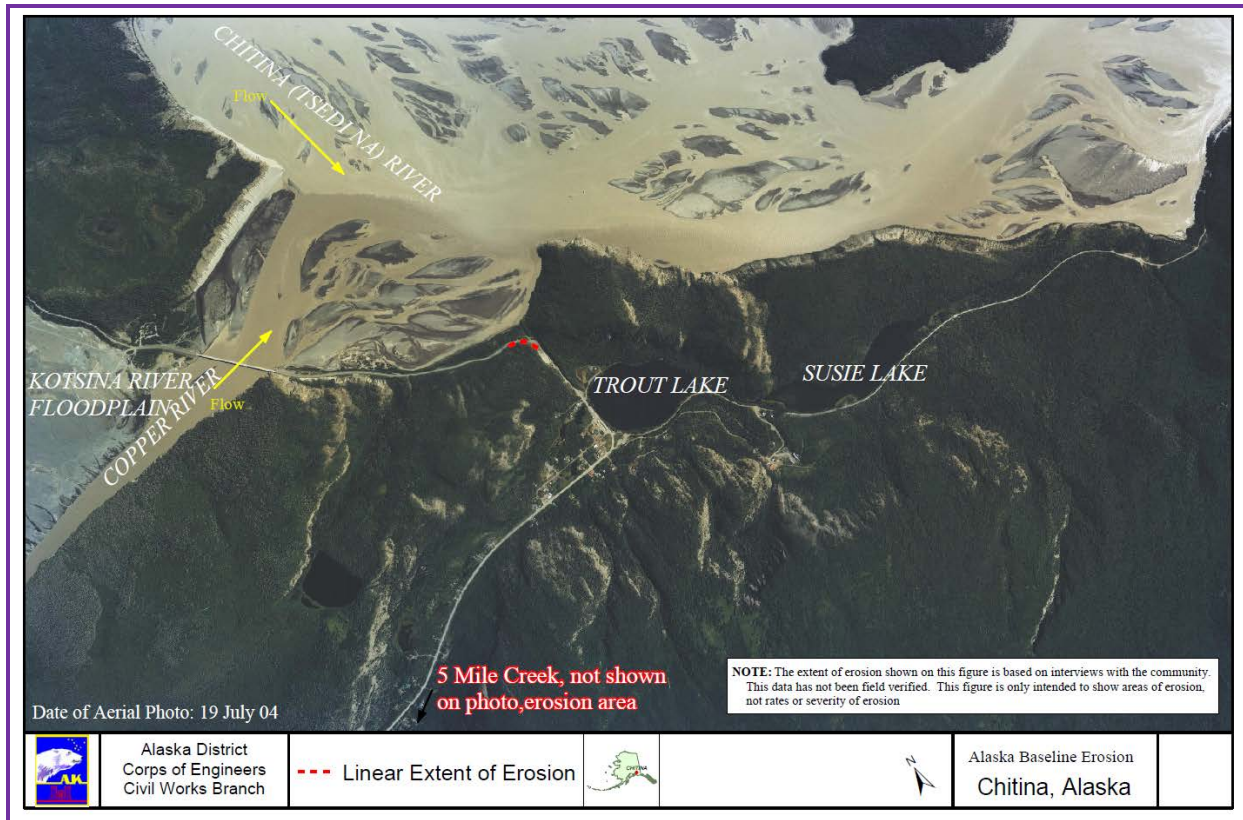 CHITINA (TSEDI NA) RIVER
Flow
KOTSINA RIVER
FLOODPLAIN
COPPER RIVER
Flow
TROUT LAKE
SUSIE LAKE
5 Mile Creek, not shown
on photo,erosion area
NOTE: The extent of erosion shown on this figure is based on interviews with the community.
This data has not been field verified. This figure is only intended to show areas of erosion,
not rates or severity of erosion
Date of Aerial Photo: 19 July 04
AK
Alaska District
Corps of Engineers
Civil Works Branch
Linear Extent of Erosion
CHITINA
N
Alaska Baseline Erosion
Chitina, Alaska